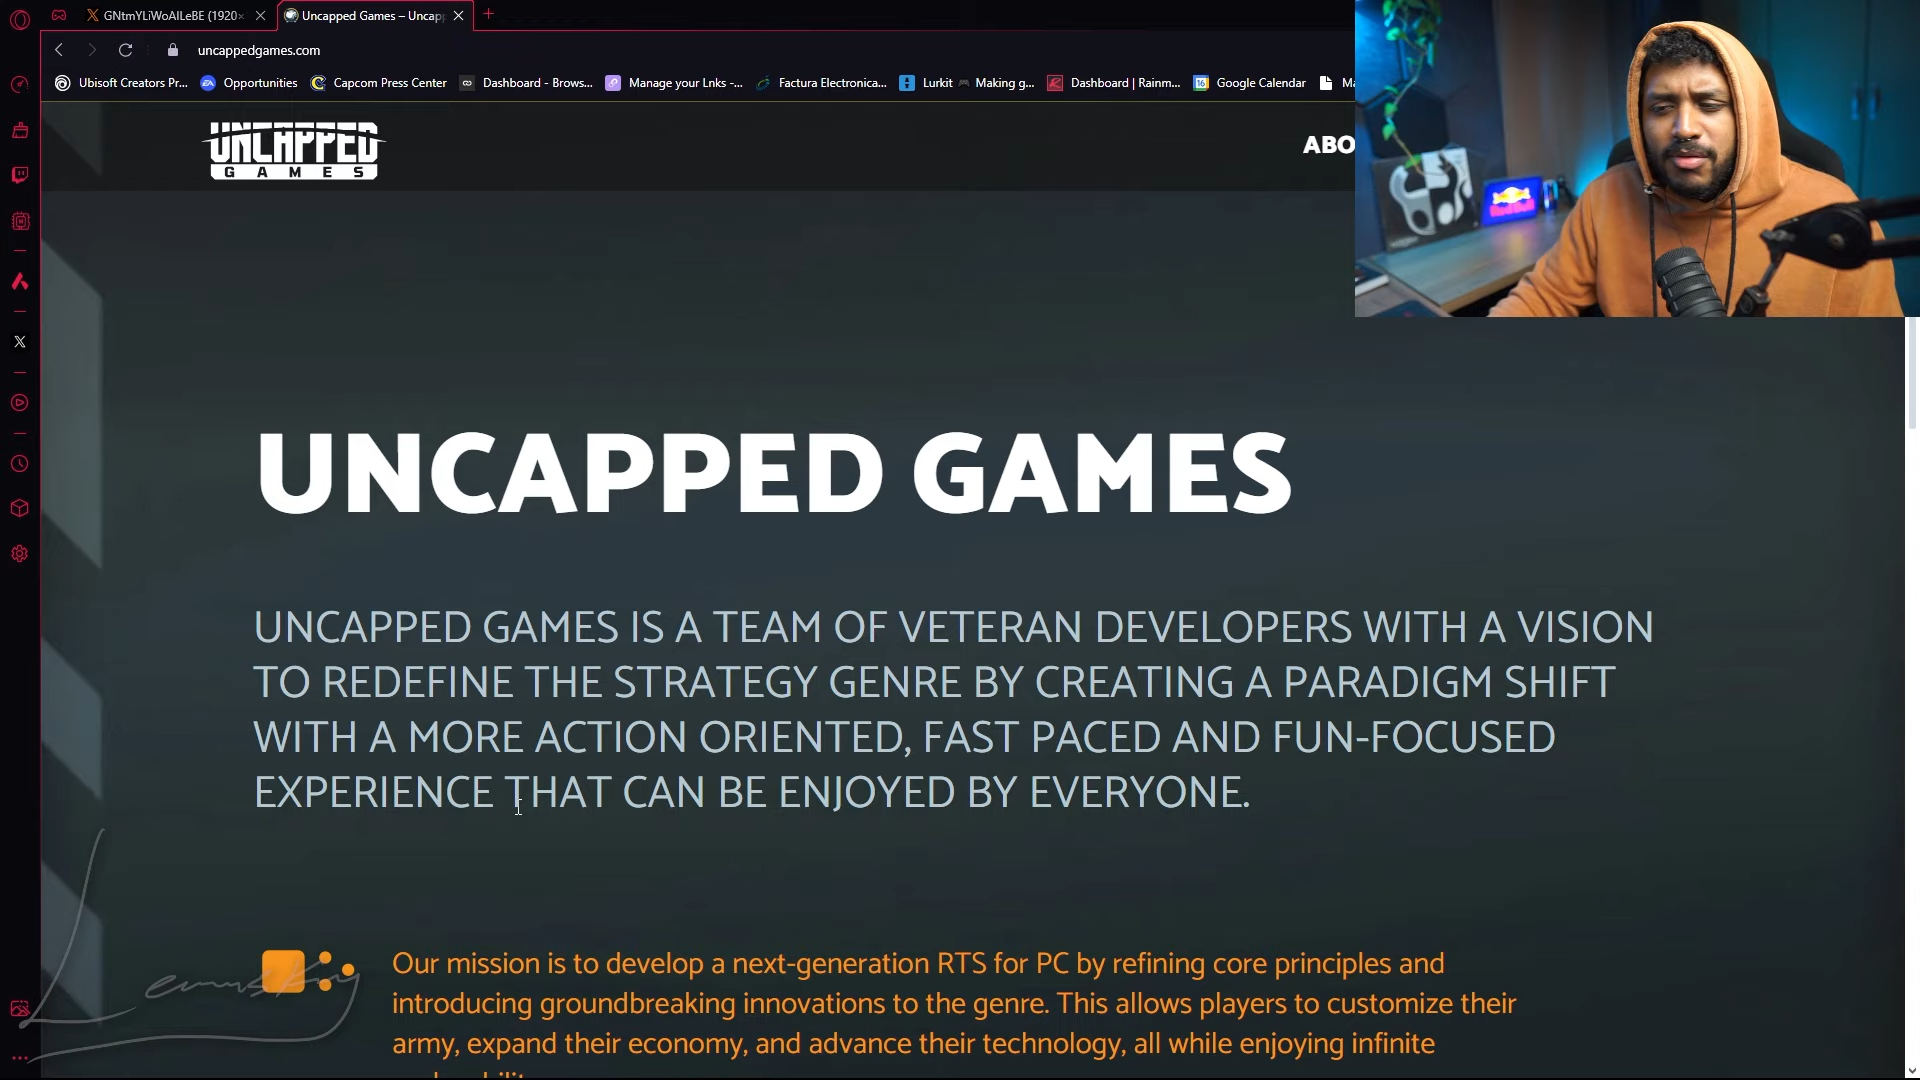 GNtmYLiWoAILeBE (1920×
Uncapped Games – Uncap
uncappedgames.com
Ubisoft Creators Pr...
Opportunities
Capcom Press Center
Dashboard - Brows...
Manage your Lnks -...
Factura Electronica...
Lurkit 🎮 Making g...
Dashboard | Rainm...
16
Google Calendar
Ma
UNCAPPED
GAMES
ABO
Red Bull
UNCAPPED GAMES
UNCAPPED GAMES IS A TEAM OF VETERAN DEVELOPERS WITH A VISION
TO REDEFINE THE STRATEGY GENRE BY CREATING A PARADIGM SHIFT
WITH A MORE ACTION ORIENTED, FAST PACED AND FUN-FOCUSED
EXPERIENCE THAT CAN BE ENJOYED BY EVERYONE.
Our mission is to develop a next-generation RTS for PC by refining core principles and
introducing groundbreaking innovations to the genre. This allows players to customize their
army, expand their economy, and advance their technology, all while enjoying infinite